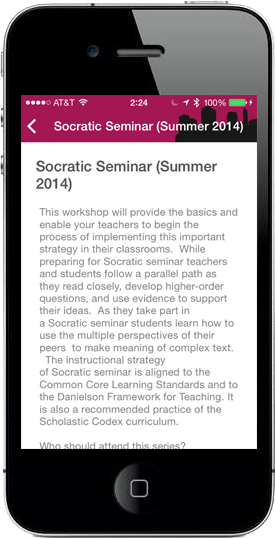 AT&T 2:24 100%
Socratic Seminar (Summer 2014)
Socratic Seminar (Summer
2014)
This workshop will provide the basics and
enable your teachers to begin the
process of implementing this important
strategy in their classrooms. While
preparing for Socratic seminar teachers
and students follow a parallel path as
they read closely, develop higher-order
questions, and use evidence to support
their ideas. As they take part in
a Socratic seminar students learn how to
use the multiple perspectives of their
peers to make meaning of complex text.
The instructional strategy
of Socratic seminar is aligned to the
Common Core Learning Standards and to
the Danielson Framework for Teaching. It
is also a recommended practice of the
Scholastic Codex curriculum.
Who should attend this series?